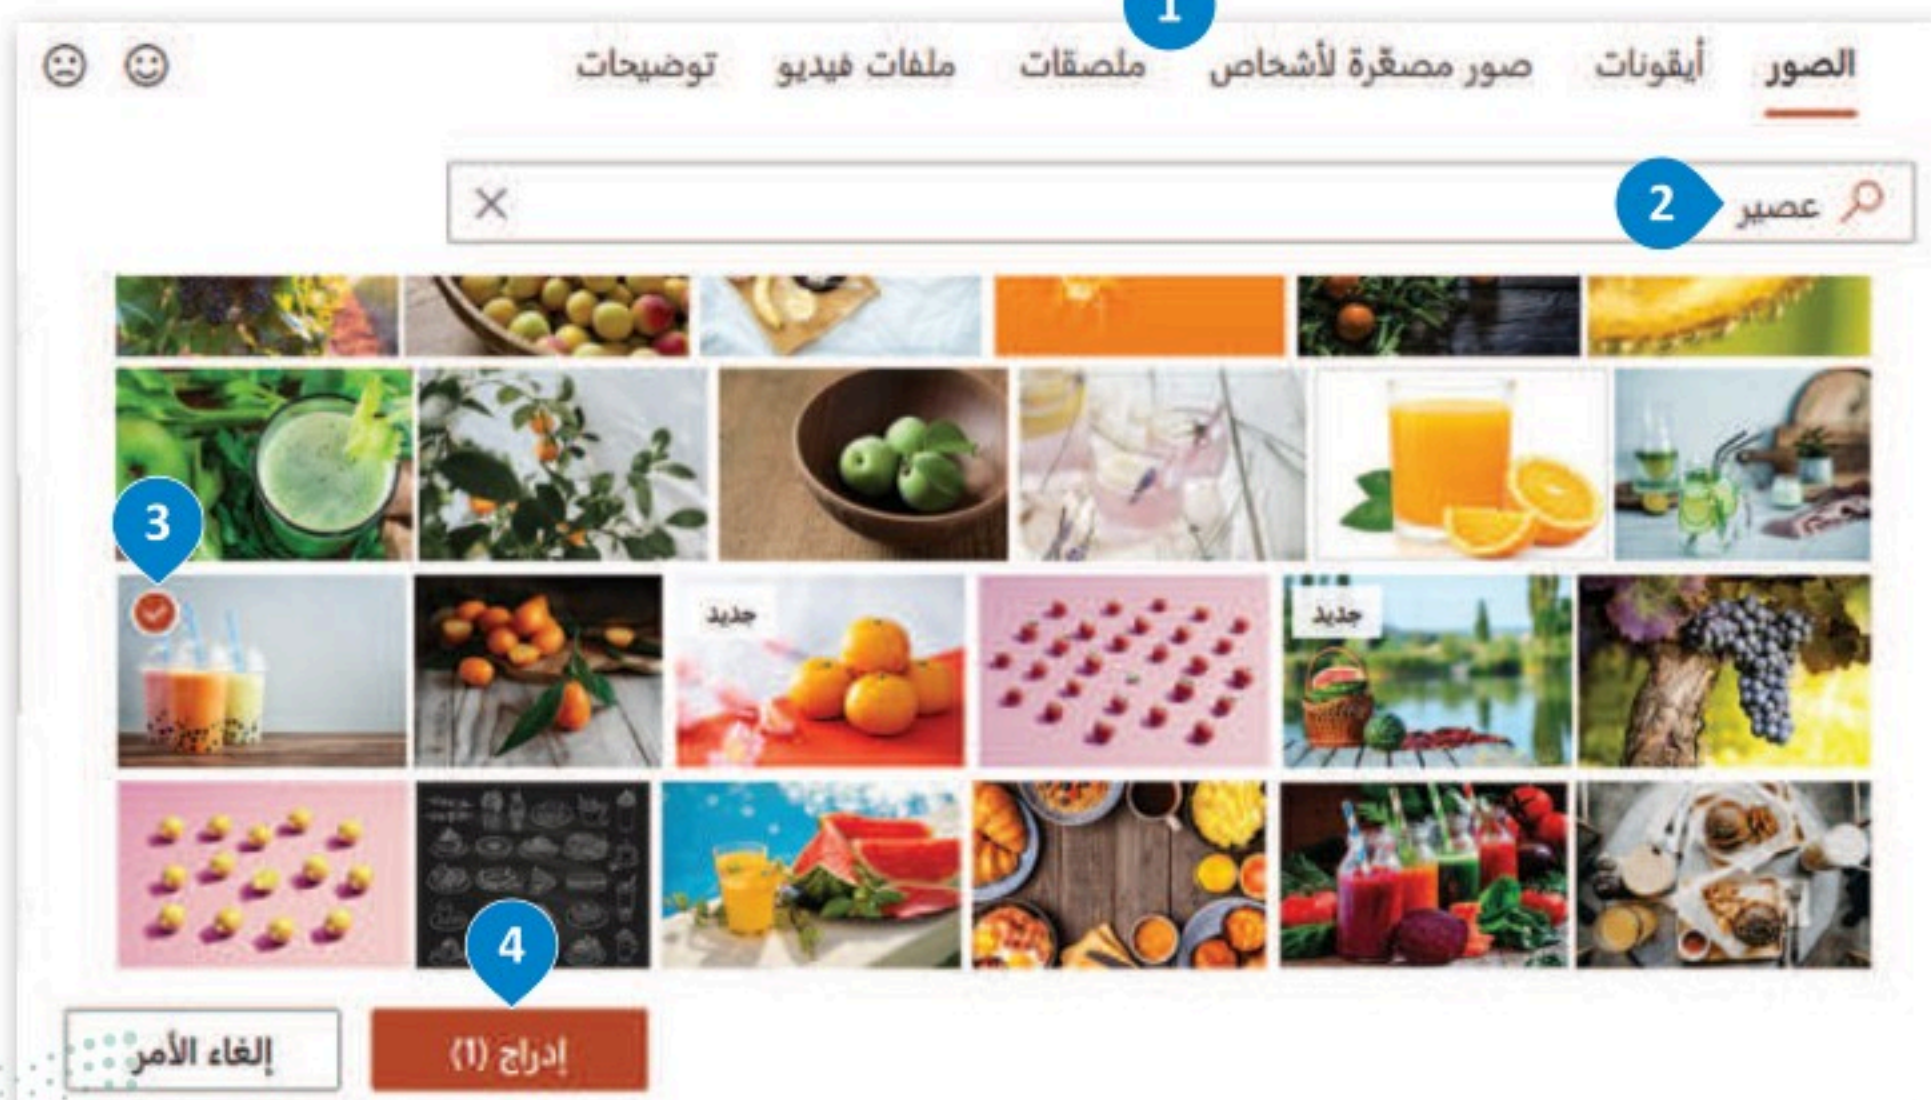 1
الصور أيقونات صور مصغّرة لأشخاص ملصقات ملفات فيديو توضيحات
عصير 2
3
جديد جديد
4
إدراج (1) إلغاء الأمر